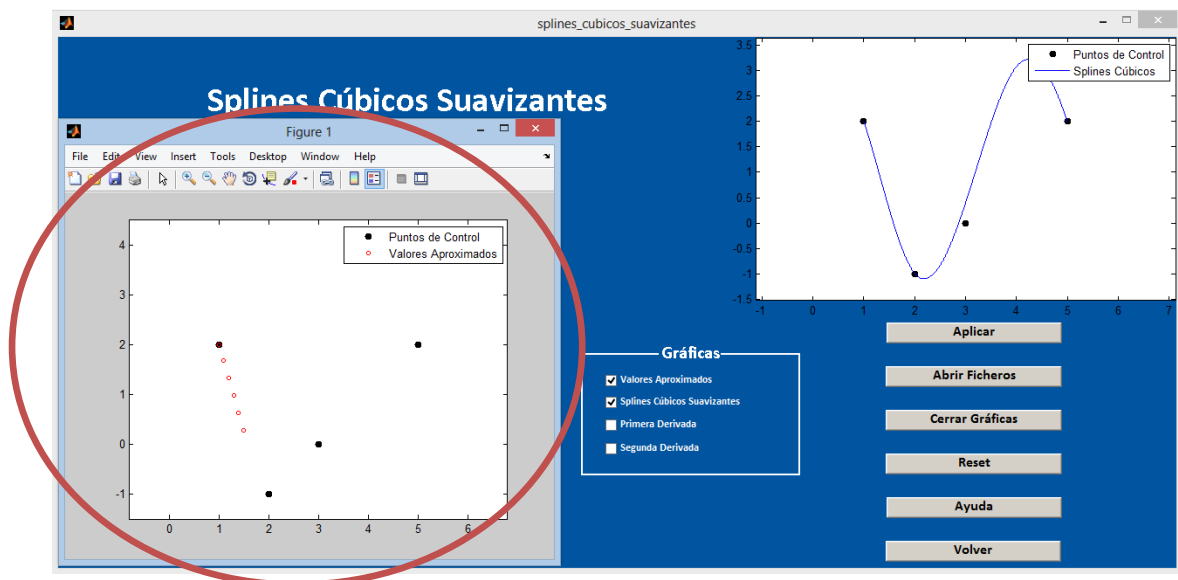 splines_cubicos_suavizantes
Splines Cúbicos Suavizantes
Figure 1
File Edit View Insert Tools Desktop Window Help
Puntos de Control
Valores Aproximados
4
3
2
1
0
-1
0 1 2 3 4 5 6
3.5
3
2.5
2
1.5
1
0.5
0
-0.5
-1
-1.5
-1 0 1 2 3 4 5 6 7
Puntos de Control
Splines Cúbicos
Gráficas
Valores Aproximados
Splines Cúbicos Suavizantes
Primera Derivada
Segunda Derivada
Aplicar
Abrir Ficheros
Cerrar Gráficas
Reset
Ayuda
Volver